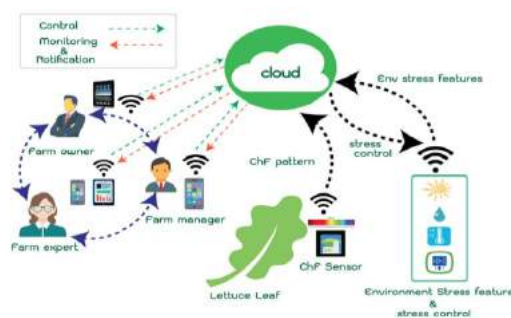 Control
Monitoring
&
Notification
cloud
Env stress features
stress
control
ChF pattern
Farm owner
Farm manager
Farm expert
ChF Sensor
Lettuce Leaf
Environment Stress feature
&
stress control